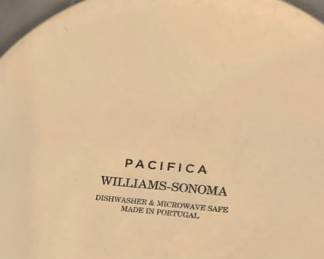 PACIFICA
WILLIAMS-SONOMA
DISHWASHER & MICROWAVE SAFE
MADE IN PORTUGAL